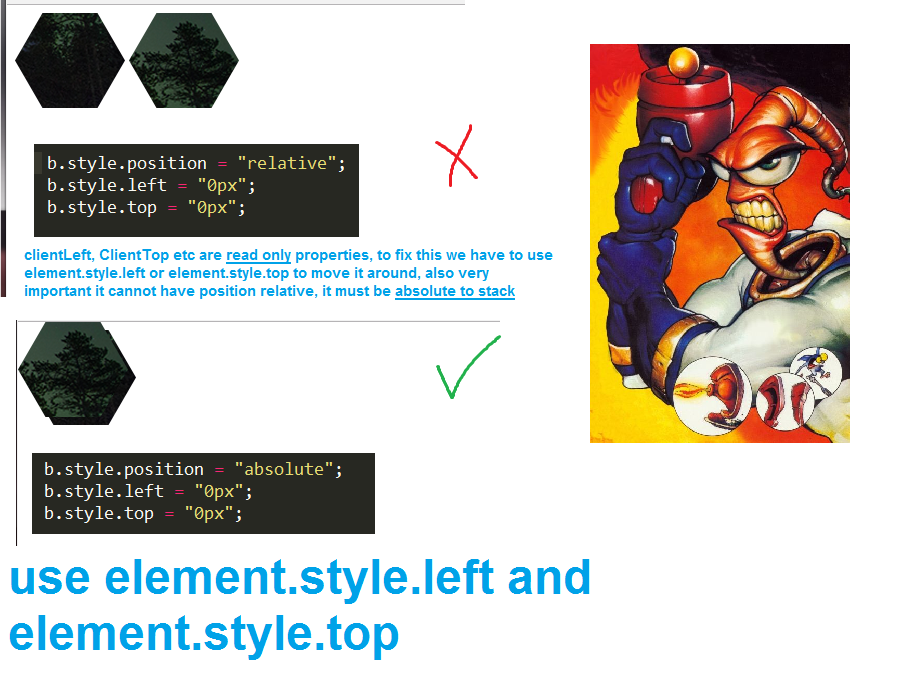 b.style.position = "relative";
b.style.left = "0px";
b.style.top = "0px";
clientLeft, ClientTop etc are read only properties, to fix this we have to use
element.style.left or element.style.top to move it around, also very
important it cannot have position relative, it must be absolute to stack
b.style.position = "absolute";
b.style.left = "0px";
b.style.top = "0px";
use element.style.left and
element.style.top